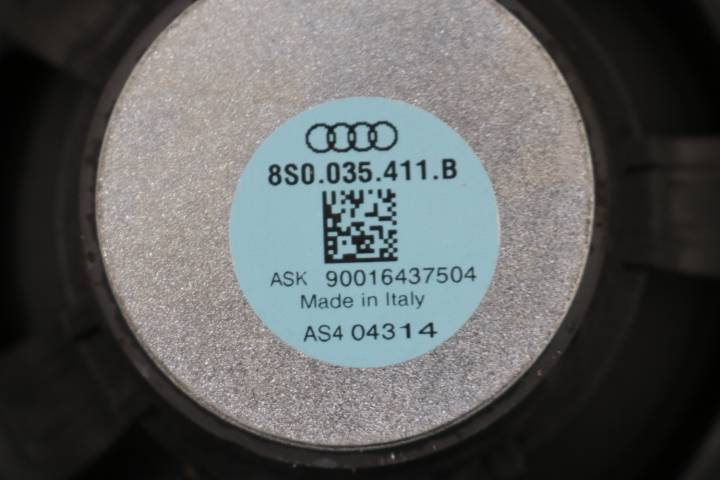 8S0.035.411.B
ASK 90016437504
Made in Italy
AS4 04314